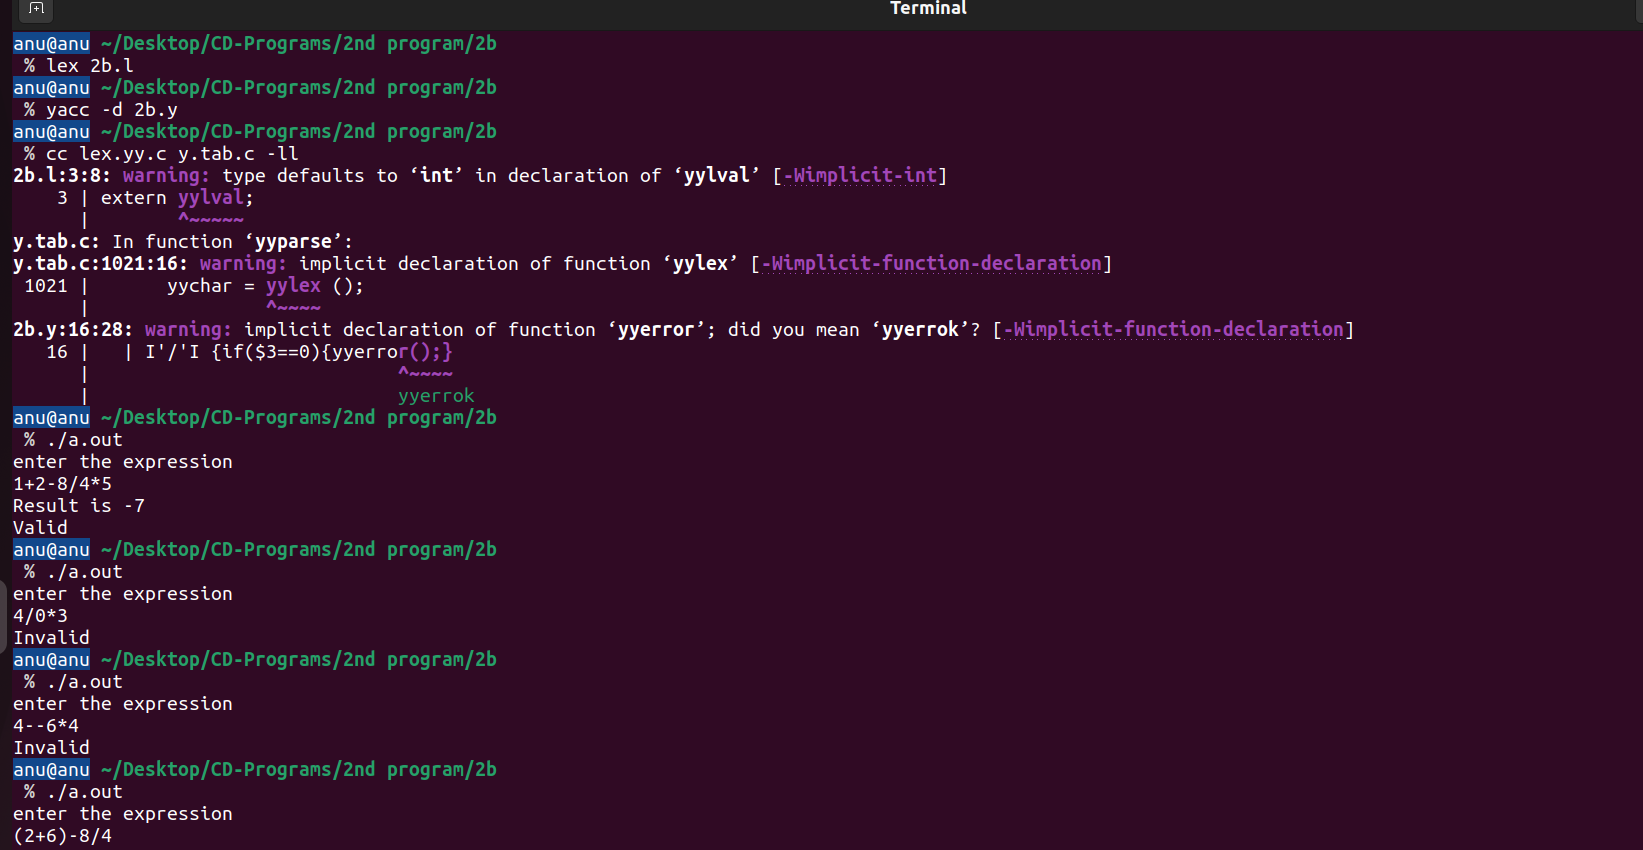 Terminal
anu@anu ~/Desktop/CD-Programs/2nd program/2b
% lex 2b.l
anu@anu ~/Desktop/CD-Programs/2nd program/2b
% yacc -d 2b.y
anu@anu ~/Desktop/CD-Programs/2nd program/2b
% cc lex.yy.c y.tab.c -ll
2b.l:3:8: warning: type defaults to ‘int’ in declaration of ‘yylval’ [-Wimplicit-int]
3 | extern yylval;
| ^~~~~~
y.tab.c: In function ‘yyparse’:
y.tab.c:1021:16: warning: implicit declaration of function ‘yylex’ [-Wimplicit-function-declaration]
1021 | yychar = yylex ();
| ^~~~~
2b.y:16:28: warning: implicit declaration of function ‘yyerror’; did you mean ‘yyerrok’? [-Wimplicit-function-declaration]
16 | | I'/'I {if($3==0){yyerror();}
| ^~~~~
| yyerrok
anu@anu ~/Desktop/CD-Programs/2nd program/2b
% ./a.out
enter the expression
1+2-8/4*5
Result is -7
Valid
anu@anu ~/Desktop/CD-Programs/2nd program/2b
% ./a.out
enter the expression
4/0*3
Invalid
anu@anu ~/Desktop/CD-Programs/2nd program/2b
% ./a.out
enter the expression
4--6*4
Invalid
anu@anu ~/Desktop/CD-Programs/2nd program/2b
% ./a.out
enter the expression
(2+6)-8/4